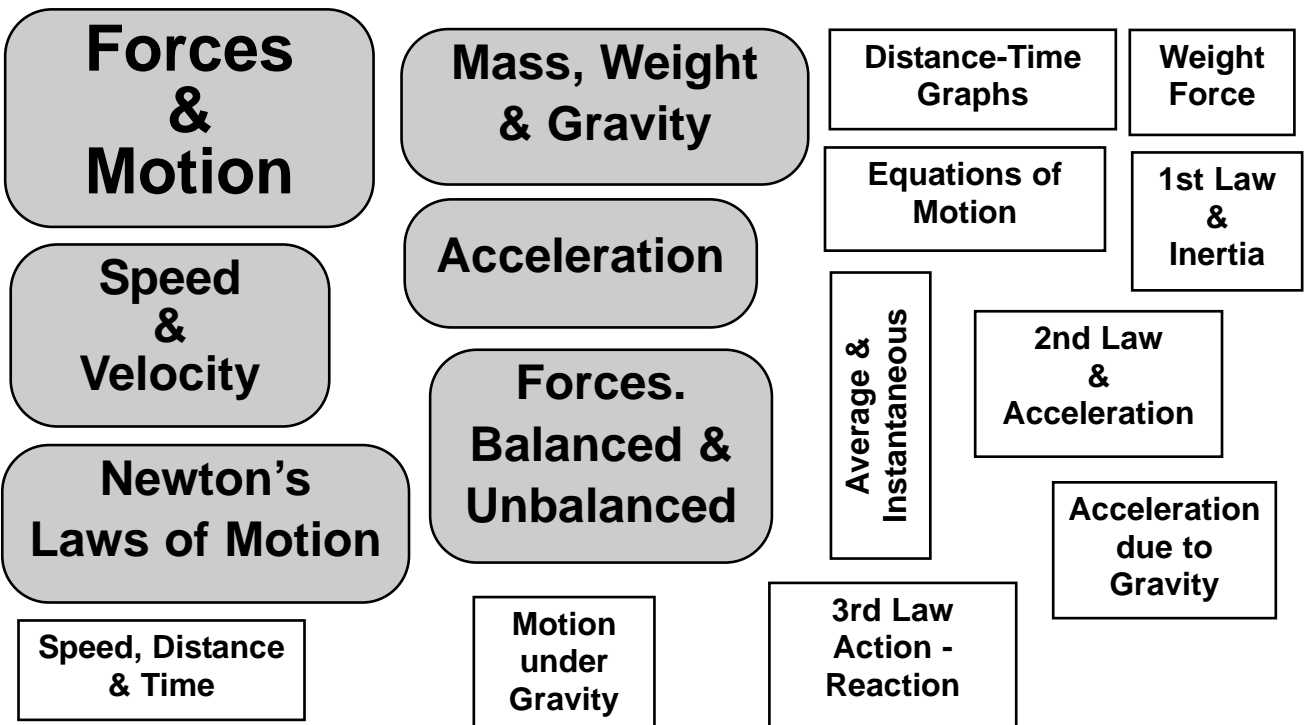 Forces
&
Motion
Speed
&
Velocity
Newton’s
Laws of Motion
Speed, Distance
& Time
Mass, Weight
& Gravity
Acceleration
Forces.
Balanced &
Unbalanced
Motion
under
Gravity
Distance-Time
Graphs
Weight
Force
Equations of
Motion
1st Law
&
Inertia
Average &
Instantaneous
2nd Law
&
Acceleration
Acceleration
due to
Gravity
3rd Law
Action -
Reaction